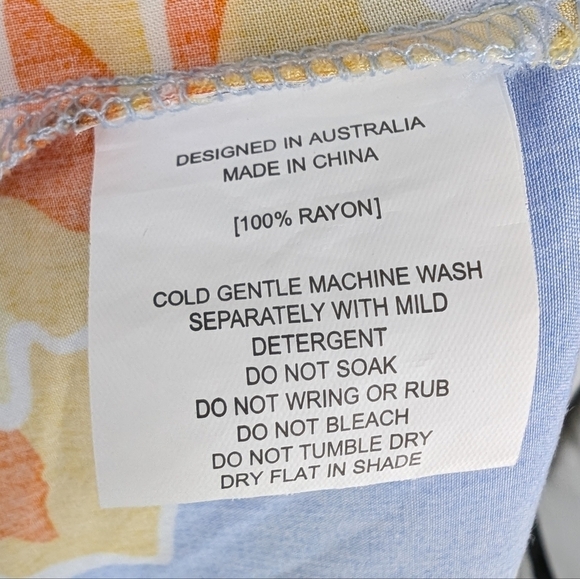 DESIGNED IN AUSTRALIA
MADE IN CHINA
[100% RAYON]
COLD GENTLE MACHINE WASH
SEPARATELY WITH MILD
DETERGENT
DO NOT SOAK
DO NOT WRING OR RUB
DO NOT BLEACH
DO NOT TUMBLE DRY
DRY FLAT IN SHADE